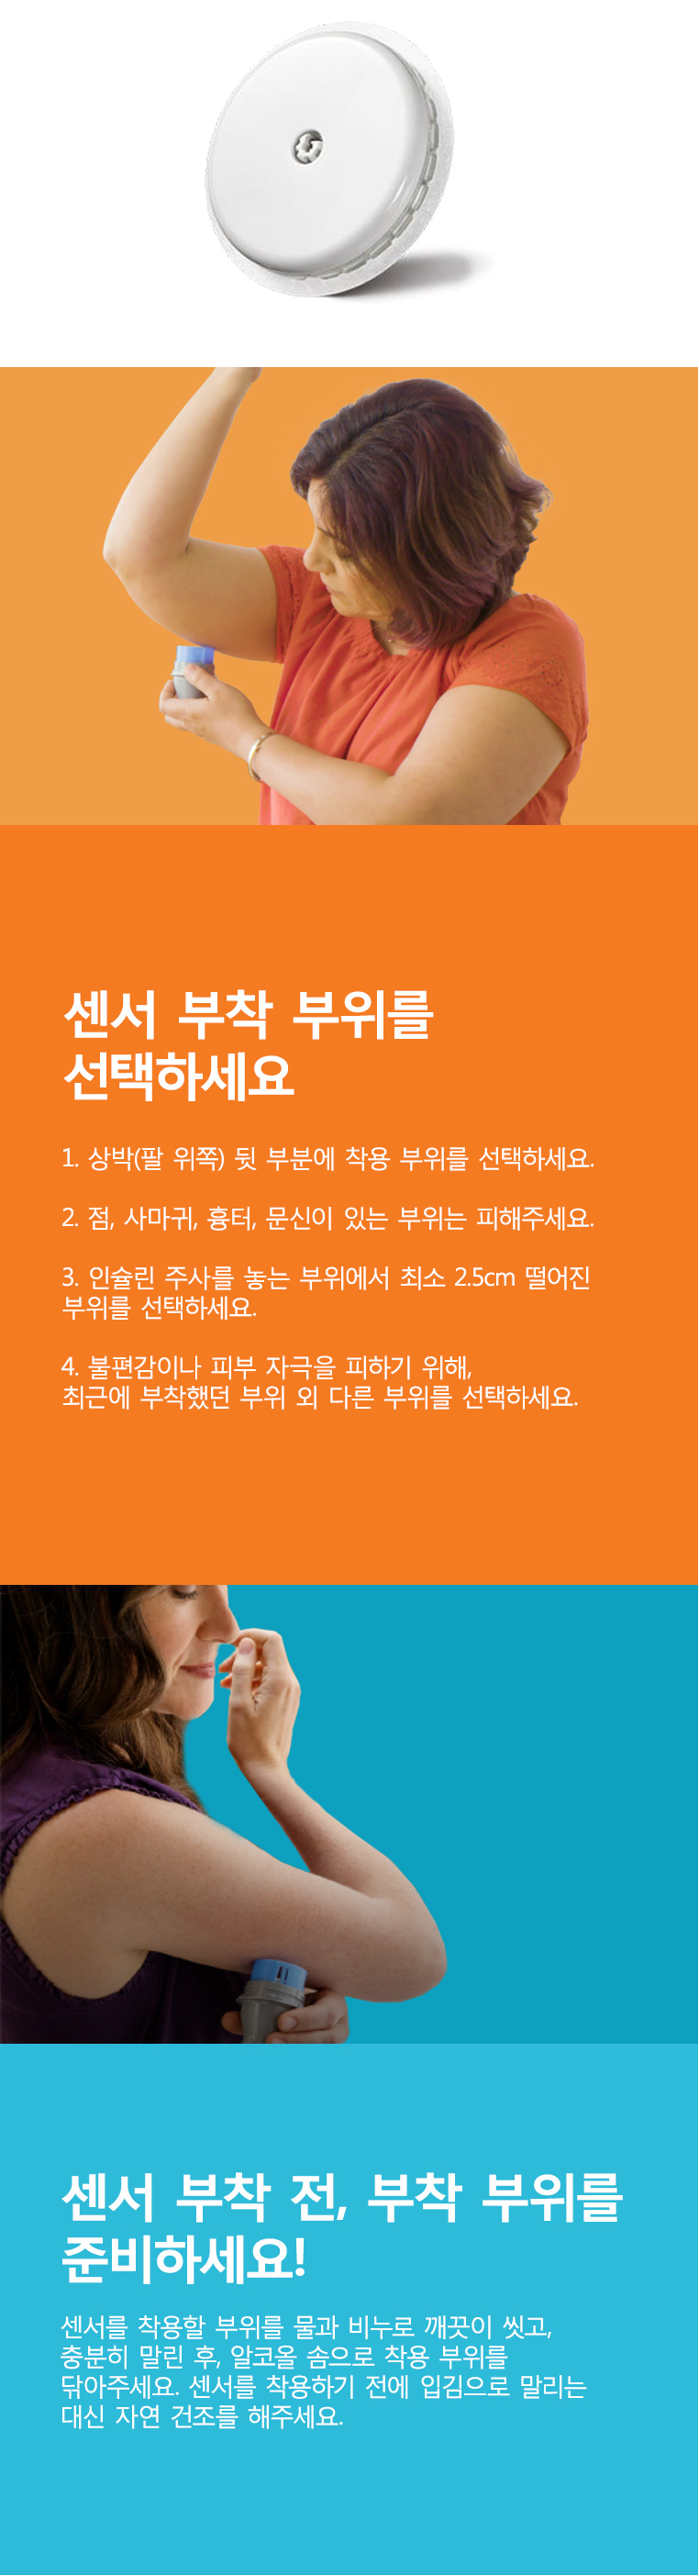 센서 부착 부위를
선택하세요
1. 상박(팔 위쪽) 뒷 부분에 착용 부위를 선택하세요.
2. 점, 사마귀, 흉터, 문신이 있는 부위는 피해주세요.
3. 인슐린 주사를 놓는 부위에서 최소 2.5cm 떨어진
부위를 선택하세요.
4. 불편감이나 피부 자극을 피하기 위해,
최근에 부착했던 부위 외 다른 부위를 선택하세요.
센서 부착 전, 부착 부위를
준비하세요!
센서를 착용할 부위를 물과 비누로 깨끗이 씻고,
충분히 말린 후, 알코올 솜으로 착용 부위를
닦아주세요. 센서를 착용하기 전에 입김으로 말리는
대신 자연 건조를 해주세요.